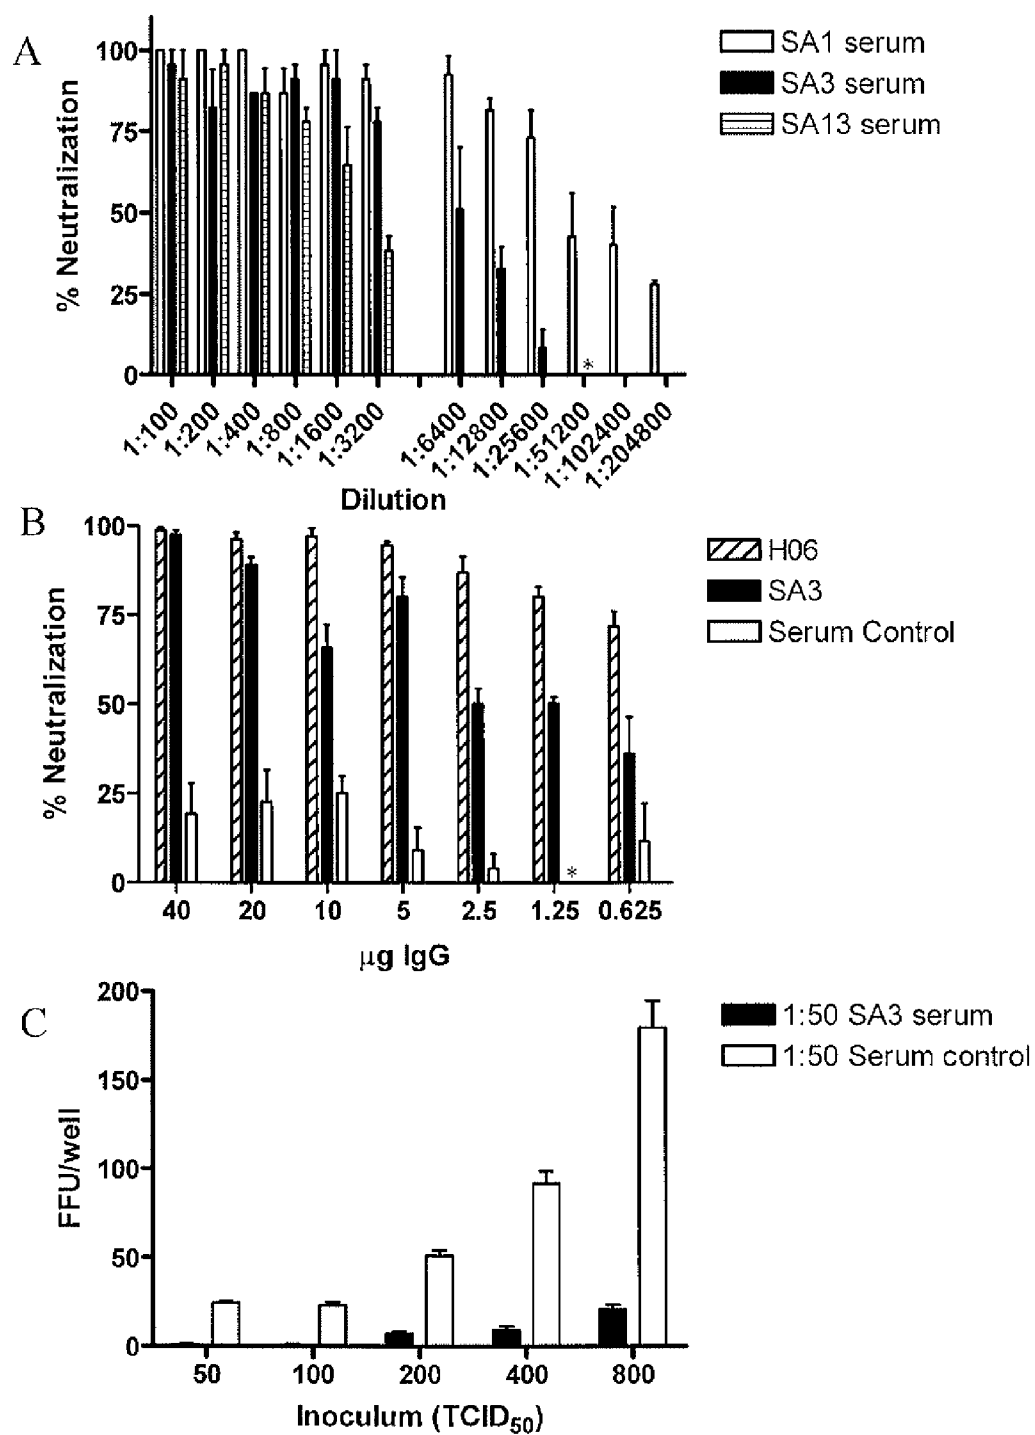 A
% Neutralization
100
75
50
25
0
1:100
1:200
1:400
1:800
1:1600
1:3200
1:6400
1:12800
1:25600
1:51200
1:102400
1:204800
*
Dilution
SA1 serum
SA3 serum
SA13 serum
B
% Neutralization
100
75
50
25
0
40
20
10
5
2.5
1.25
0.625
*
µg IgG
H06
SA3
Serum Control
C
FFU/well
200
150
100
50
0
50
100
200
400
800
Inoculum (TCID50)
1:50 SA3 serum
1:50 Serum control